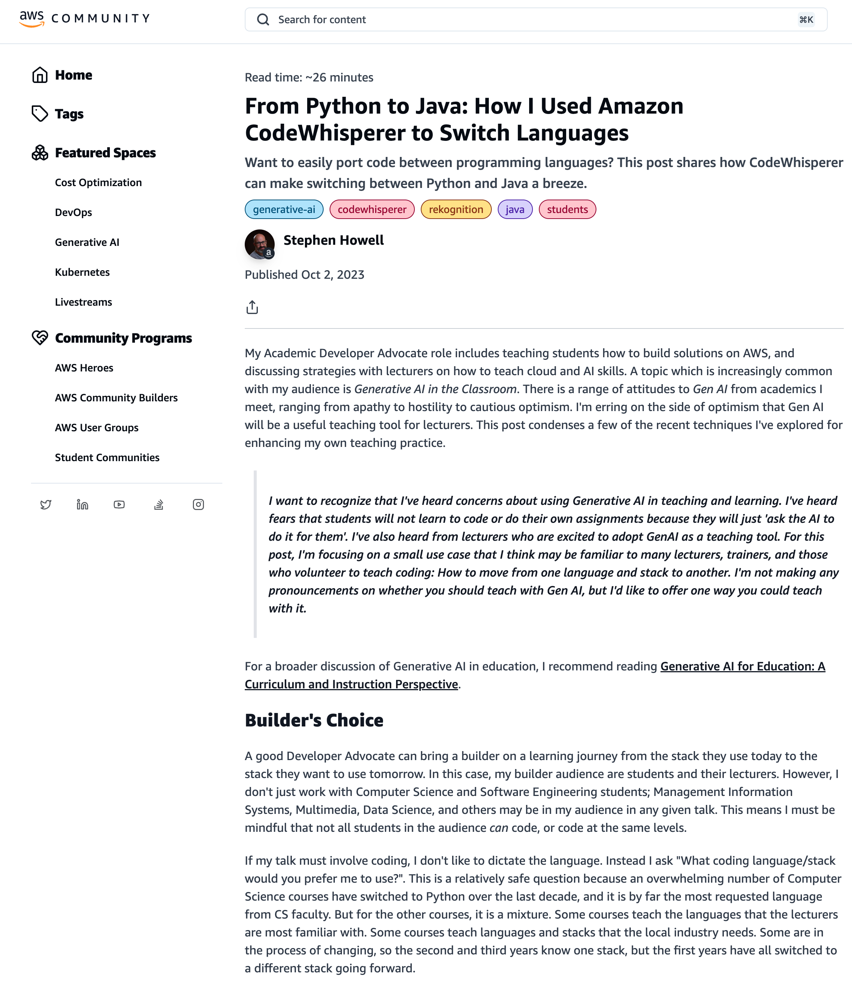 aws COMMUNITY
Search for content
⌘K
Home
Tags
Featured Spaces
Cost Optimization
DevOps
Generative AI
Kubernetes
Livestreams
Community Programs
AWS Heroes
AWS Community Builders
AWS User Groups
Student Communities
Read time: ~26 minutes
From Python to Java: How I Used Amazon
CodeWhisperer to Switch Languages
Want to easily port code between programming languages? This post shares how CodeWhisperer
can make switching between Python and Java a breeze.
generative-ai codewhisperer rekognition java students
a
Stephen Howell
Published Oct 2, 2023
My Academic Developer Advocate role includes teaching students how to build solutions on AWS, and
discussing strategies with lecturers on how to teach cloud and AI skills. A topic which is increasingly common
with my audience is Generative AI in the Classroom. There is a range of attitudes to Gen AI from academics I
meet, ranging from apathy to hostility to cautious optimism. I'm erring on the side of optimism that Gen AI
will be a useful teaching tool for lecturers. This post condenses a few of the recent techniques I've explored for
enhancing my own teaching practice.
I want to recognize that I've heard concerns about using Generative AI in teaching and learning. I've heard
fears that students will not learn to code or do their own assignments because they will just 'ask the AI to
do it for them'. I've also heard from lecturers who are excited to adopt GenAI as a teaching tool. For this
post, I'm focusing on a small use case that I think may be familiar to many lecturers, trainers, and those
who volunteer to teach coding: How to move from one language and stack to another. I'm not making any
pronouncements on whether you should teach with Gen AI, but I'd like to offer one way you could teach
with it.
For a broader discussion of Generative AI in education, I recommend reading Generative AI for Education: A
Curriculum and Instruction Perspective.
Builder's Choice
A good Developer Advocate can bring a builder on a learning journey from the stack they use today to the
stack they want to use tomorrow. In this case, my builder audience are students and their lecturers. However, I
don't just work with Computer Science and Software Engineering students; Management Information
Systems, Multimedia, Data Science, and others may be in my audience in any given talk. This means I must be
mindful that not all students in the audience can code, or code at the same levels.
If my talk must involve coding, I don't like to dictate the language. Instead I ask "What coding language/stack
would you prefer me to use?". This is a relatively safe question because an overwhelming number of Computer
Science courses have switched to Python over the last decade, and it is by far the most requested language
from CS faculty. But for the other courses, it is a mixture. Some courses teach the languages that the lecturers
are most familiar with. Some courses teach languages and stacks that the local industry needs. Some are in
the process of changing, so the second and third years know one stack, but the first years have all switched to
a different stack going forward.